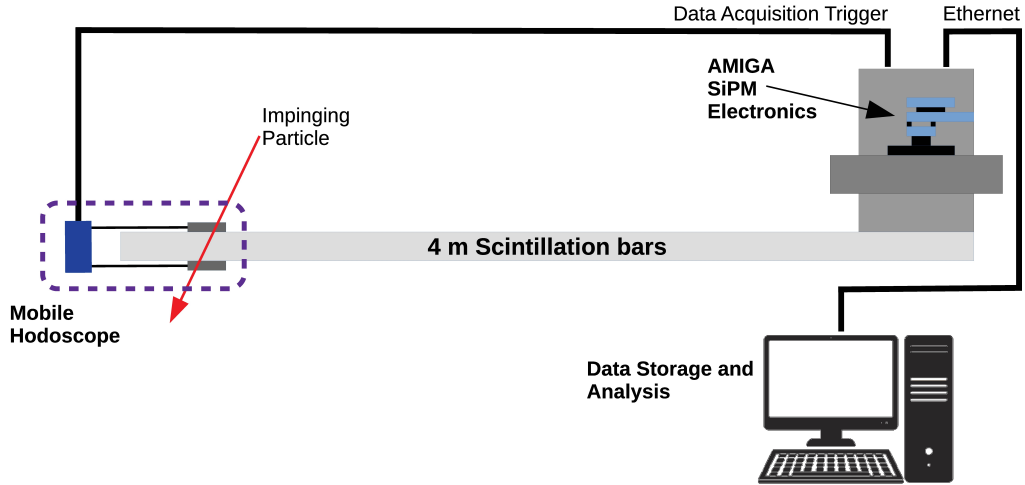 Data Acquisition Trigger
Ethernet
AMIGA
SiPM
Electronics
Impinging
Particle
4 m Scintillation bars
Mobile
Hodoscope
Data Storage and
Analysis